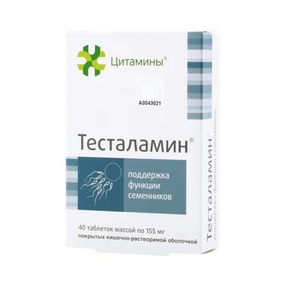 Цитамины®
A0043021
Тесталамин®
поддержка
функции
семенников
40 таблеток массой по 155 мг
покрытых кишечно-растворимой оболочкой